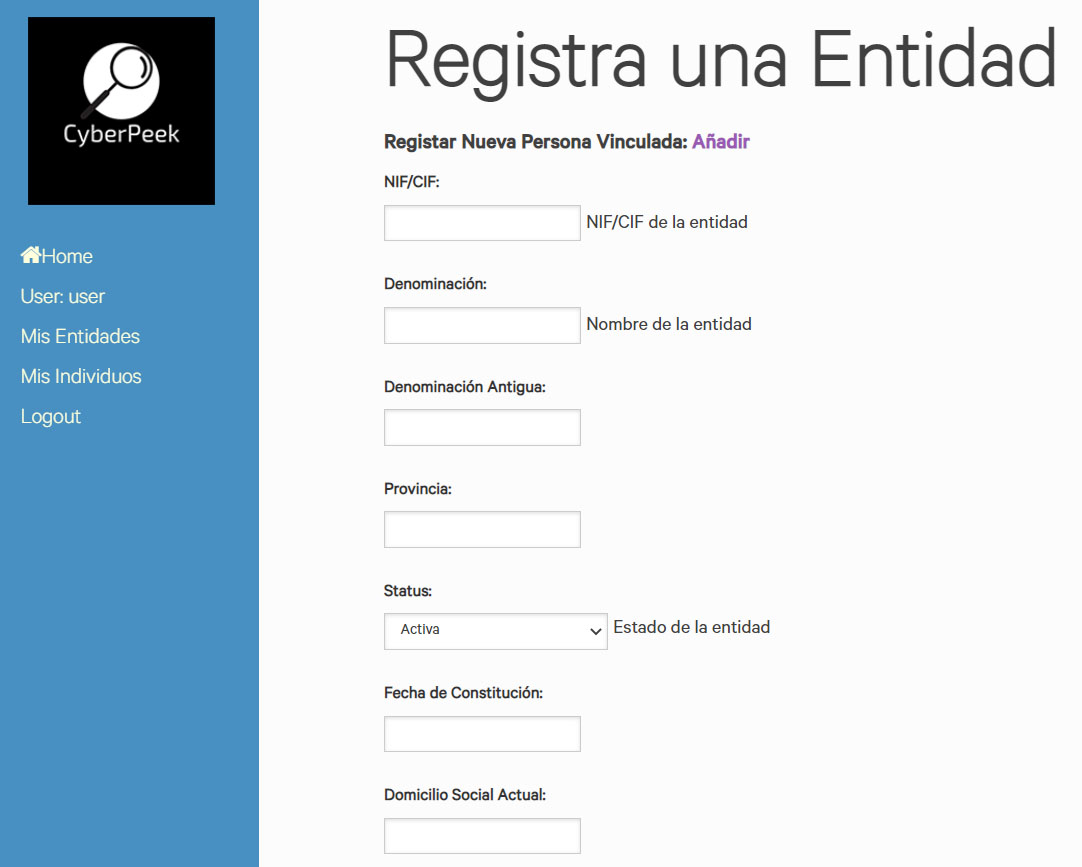 CyberPeek
Home
User: user
Mis Entidades
Mis Individuos
Logout
Registra una Entidad
Registar Nueva Persona Vinculada: Añadir
NIF/CIF:
NIF/CIF de la entidad
Denominación:
Nombre de la entidad
Denominación Antigua:
Provincia:
Status:
Activa Estado de la entidad
Fecha de Constitución:
Domicilio Social Actual: